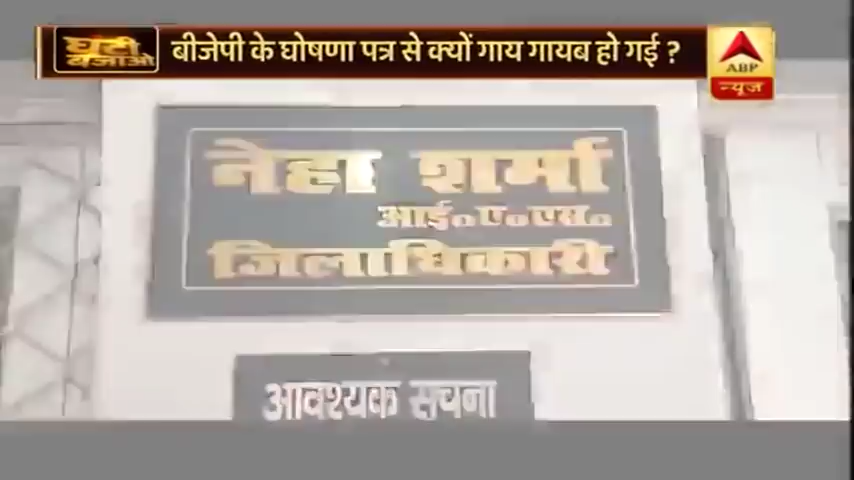 घंटी बजाओ
बीजेपी के घोषणा पत्र से क्यों गाय गायब हो गई ?
ABP
न्यूज़
नेहा शर्मा
आई०ए०एस०
जिलाधिकारी
आवश्यक सूचना